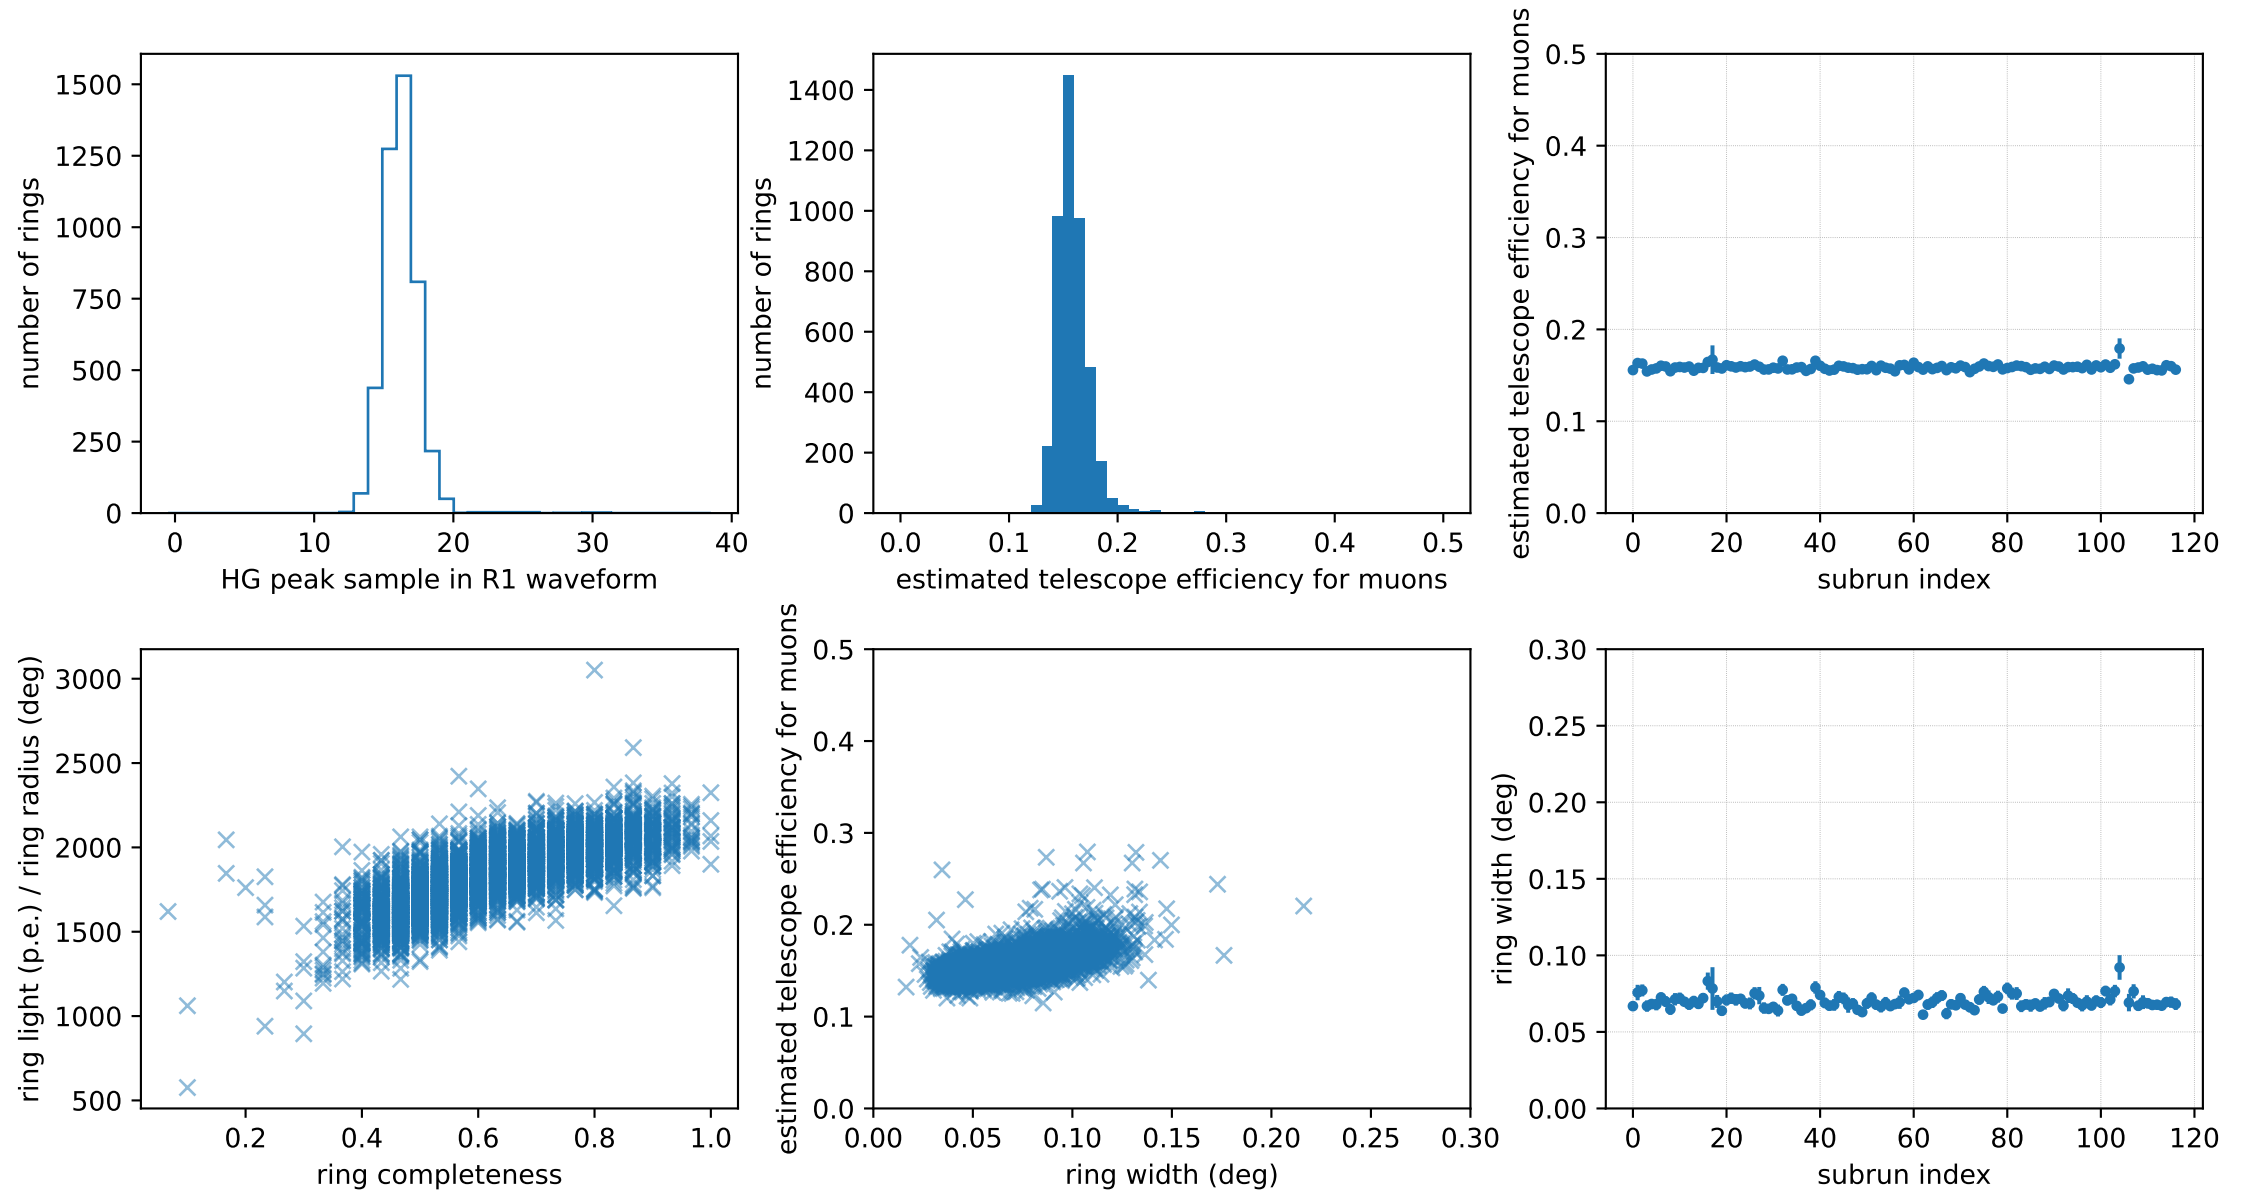 1500
1250
1000
750
500
250
0
number of rings
0 10 20 30 40
HG peak sample in R1 waveform
1400
1200
1000
800
600
400
200
0
number of rings
0.0 0.1 0.2 0.3 0.4 0.5
estimated telescope efficiency for muons
0.5
0.4
0.3
0.2
0.1
0.0
estimated telescope efficiency for muons
0 20 40 60 80 100 120
subrun index
3000
2500
2000
1500
1000
500
ring light (p.e.) / ring radius (deg)
0.2 0.4 0.6 0.8 1.0
ring completeness
0.5
0.4
0.3
0.2
0.1
0.0
estimated telescope efficiency for muons
0.00 0.05 0.10 0.15 0.20 0.25 0.30
ring width (deg)
0.30
0.25
0.20
0.15
0.10
0.05
0.00
ring width (deg)
0 20 40 60 80 100 120
subrun index